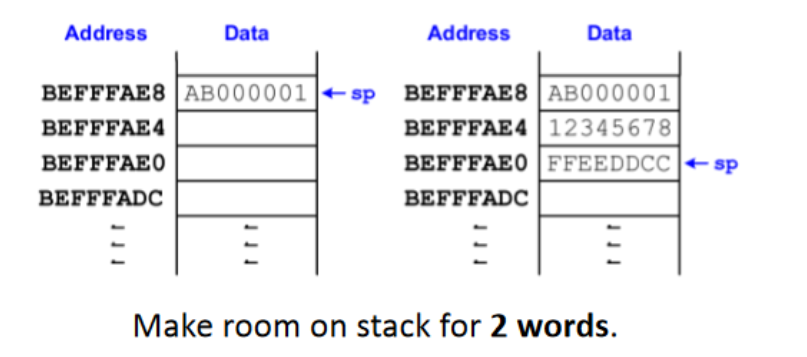 Address Data Address Data
BEFFFAE8 AB000001 sp BEFFFAE8 AB000001
BEFFFAE4 BEFFFAE4 12345678
BEFFFAE0 BEFFFAE0 FFEEDDCC sp
BEFFFADC BEFFFADC
Make room on stack for 2 words.